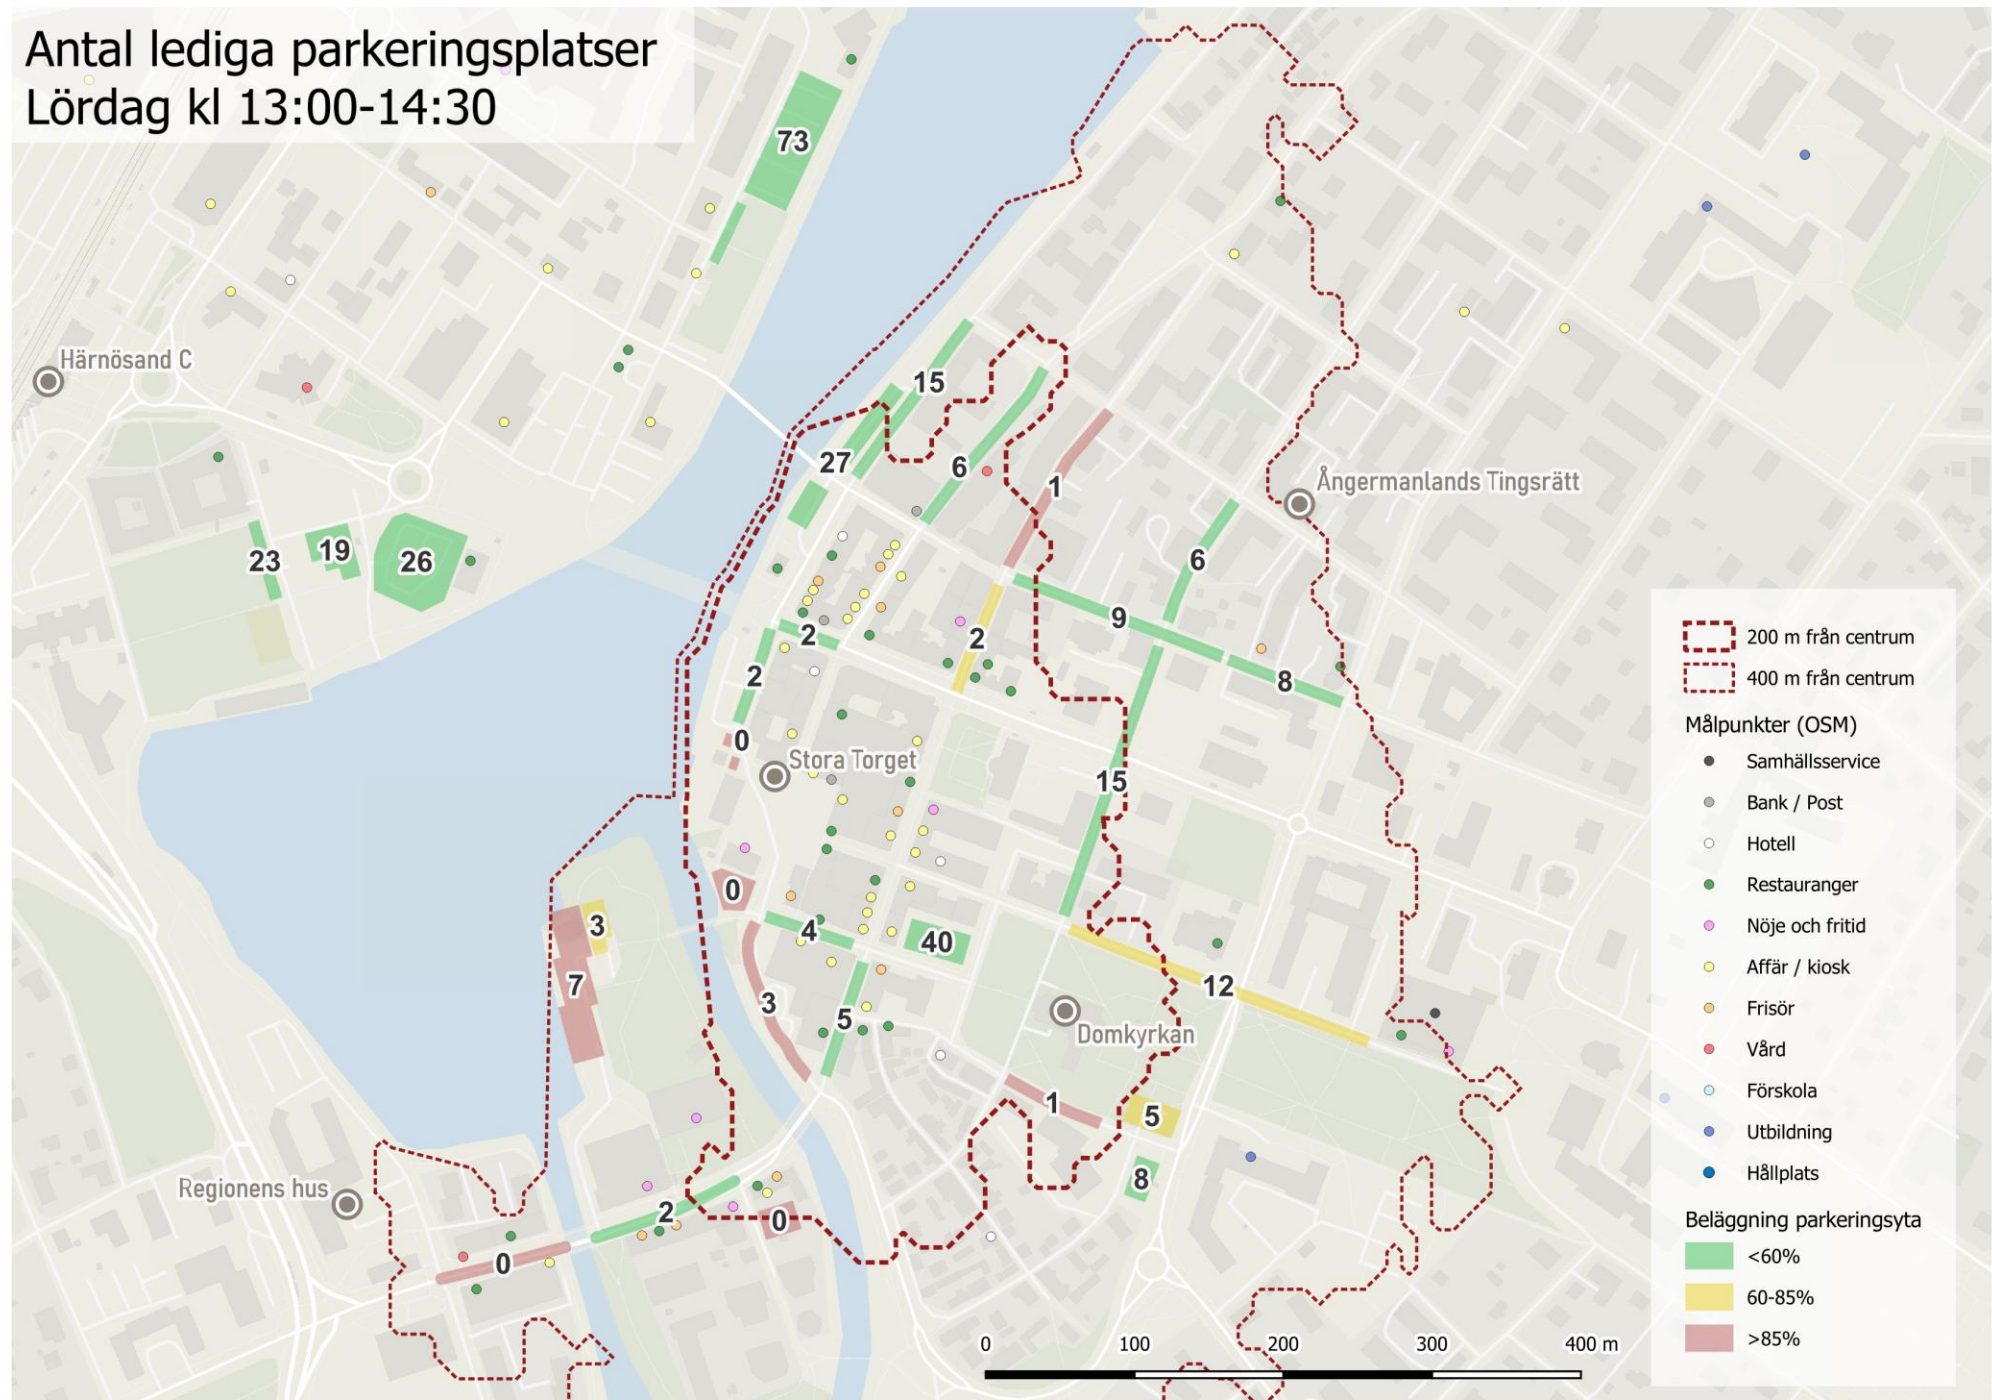 Antal lediga parkeringsplatser
Lördag kl 13:00-14:30
73
Härnösand C
15
27
6
1
Ångermanlands Tingsrätt
23
19
26
6
9
2
2
2
8
0
Stora Torget
15
0
3
4
40
7
3
5
12
Domkyrkan
1
5
8
Regionens hus
2
0
0
200 m från centrum
400 m från centrum
Målpunkter (OSM)
Samhällsservice
Bank / Post
Hotell
Restauranger
Nöje och fritid
Affär / kiosk
Frisör
Vård
Förskola
Utbildning
Hållplats
Beläggning parkeringsyta
<60%
60-85%
>85%
0 100 200 300 400 m